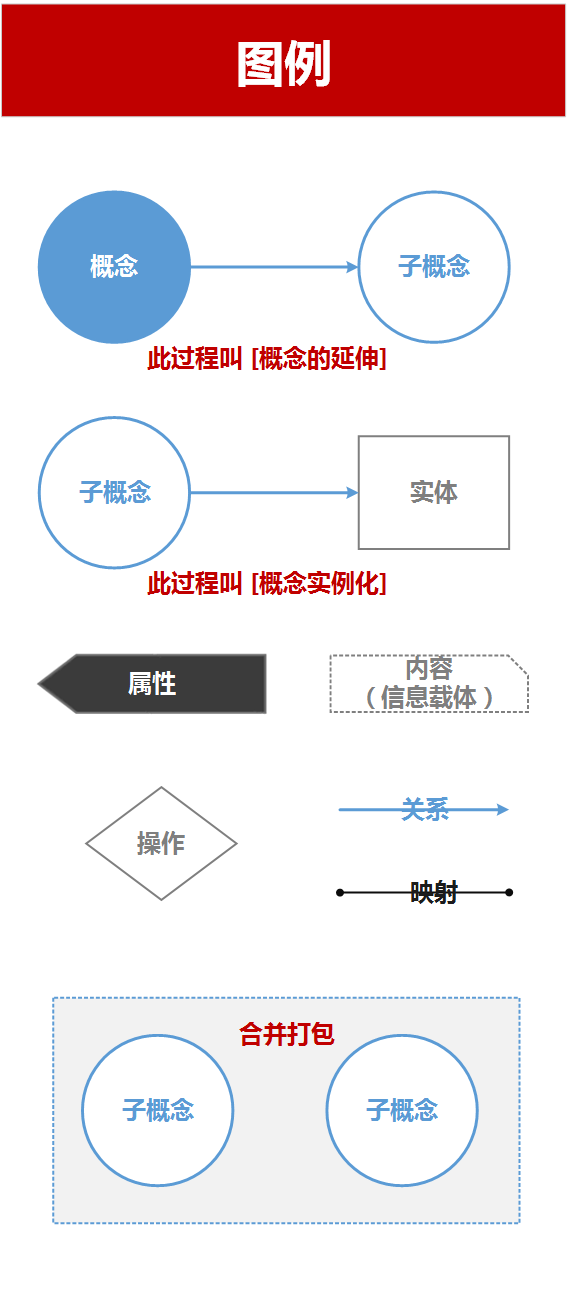 图例
概念
子概念
此过程叫 [概念的延伸]
子概念
实体
此过程叫 [概念实例化]
属性
内容
（信息载体）
操作
关系
映射
合并打包
子概念
子概念